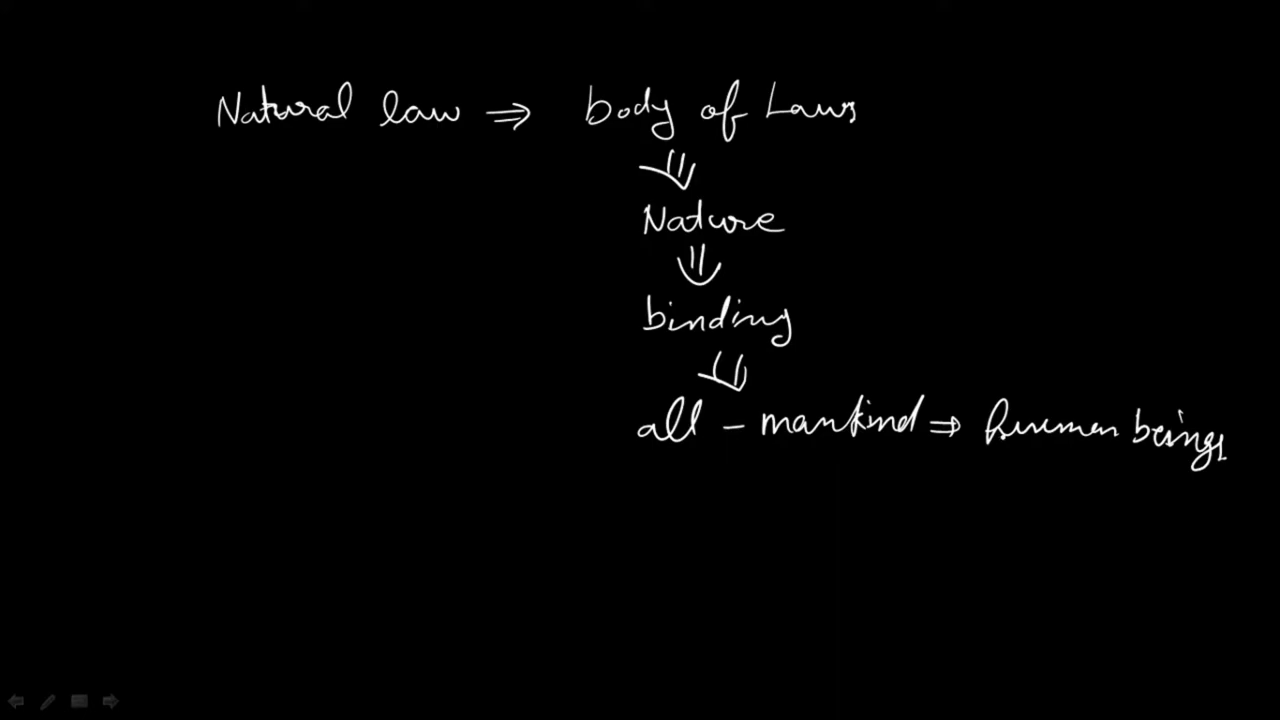 Natural law ⇒ body of Laws
⇓
Nature
⇓
binding
⇓
all - mankind ⇒ human beings